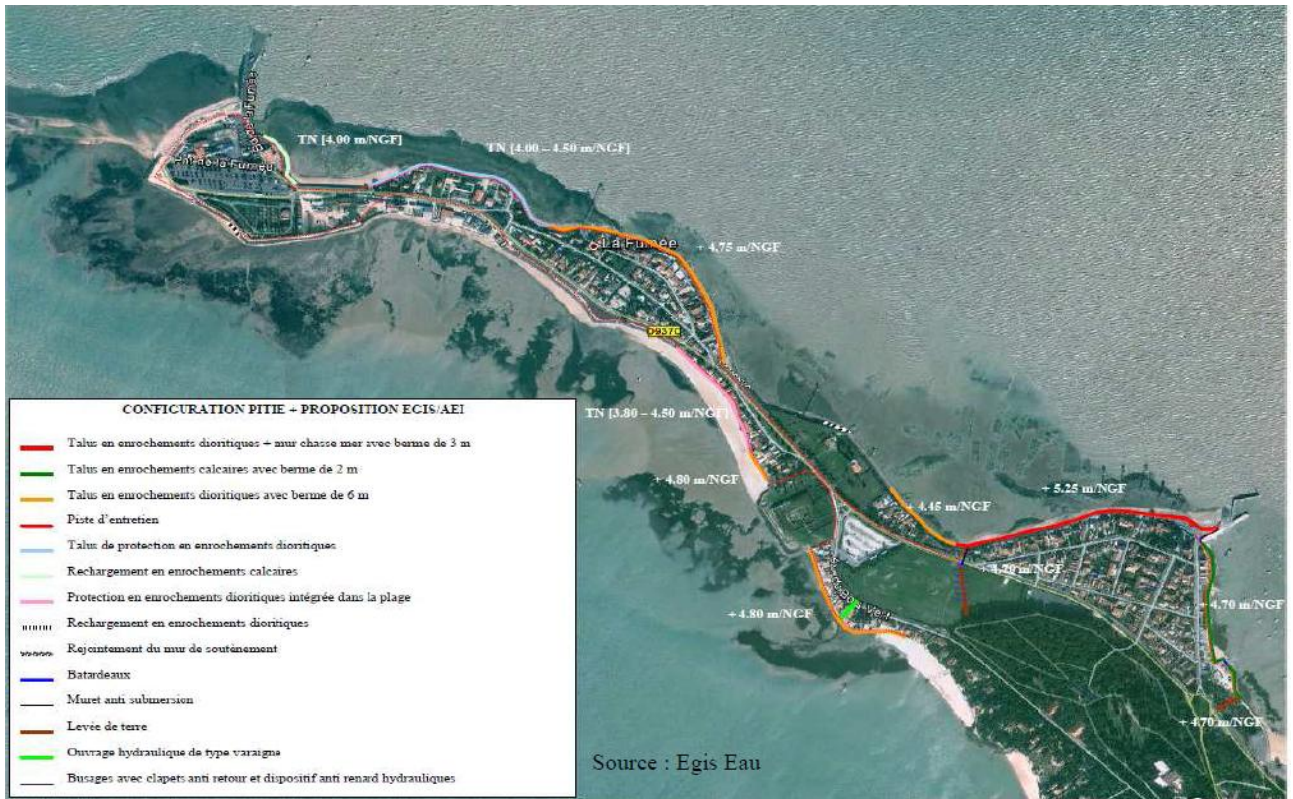 TN [4.00 m/NGF]
TN [4.00 – 4.50 m/NGF]
La Fumée
+ 4.75 m/NGF
D937C
TN [3.80 – 4.50 m/NGF]
+ 4.80 m/NGF
+ 4.45 m/NGF
+ 5.25 m/NGF
+ 4.70 m/NGF
+ 4.80 m/NGF
+ 4.70 m/NGF
CONFIGURATION PITIE + PROPOSITION EGIS/AEI
Talus en enrochements dioritiques + mur chasse mer avec berme de 3 m
Talus en enrochements calcaires avec berme de 2 m
Talus en enrochements dioritiques avec berme de 6 m
Piste d'entretien
Talus de protection en enrochements dioritiques
Rechargement en enrochements calcaires
Protection en enrochements dioritiques intégrée dans la plage
Rechargement en enrochements dioritiques
Rejointement du mur de soutènement
Batardeaux
Muret anti submersion
Levée de terre
Ouvrage hydraulique de type varaigne
Busages avec clapets anti retour et dispositif anti renard hydrauliques
Source : Egis Eau